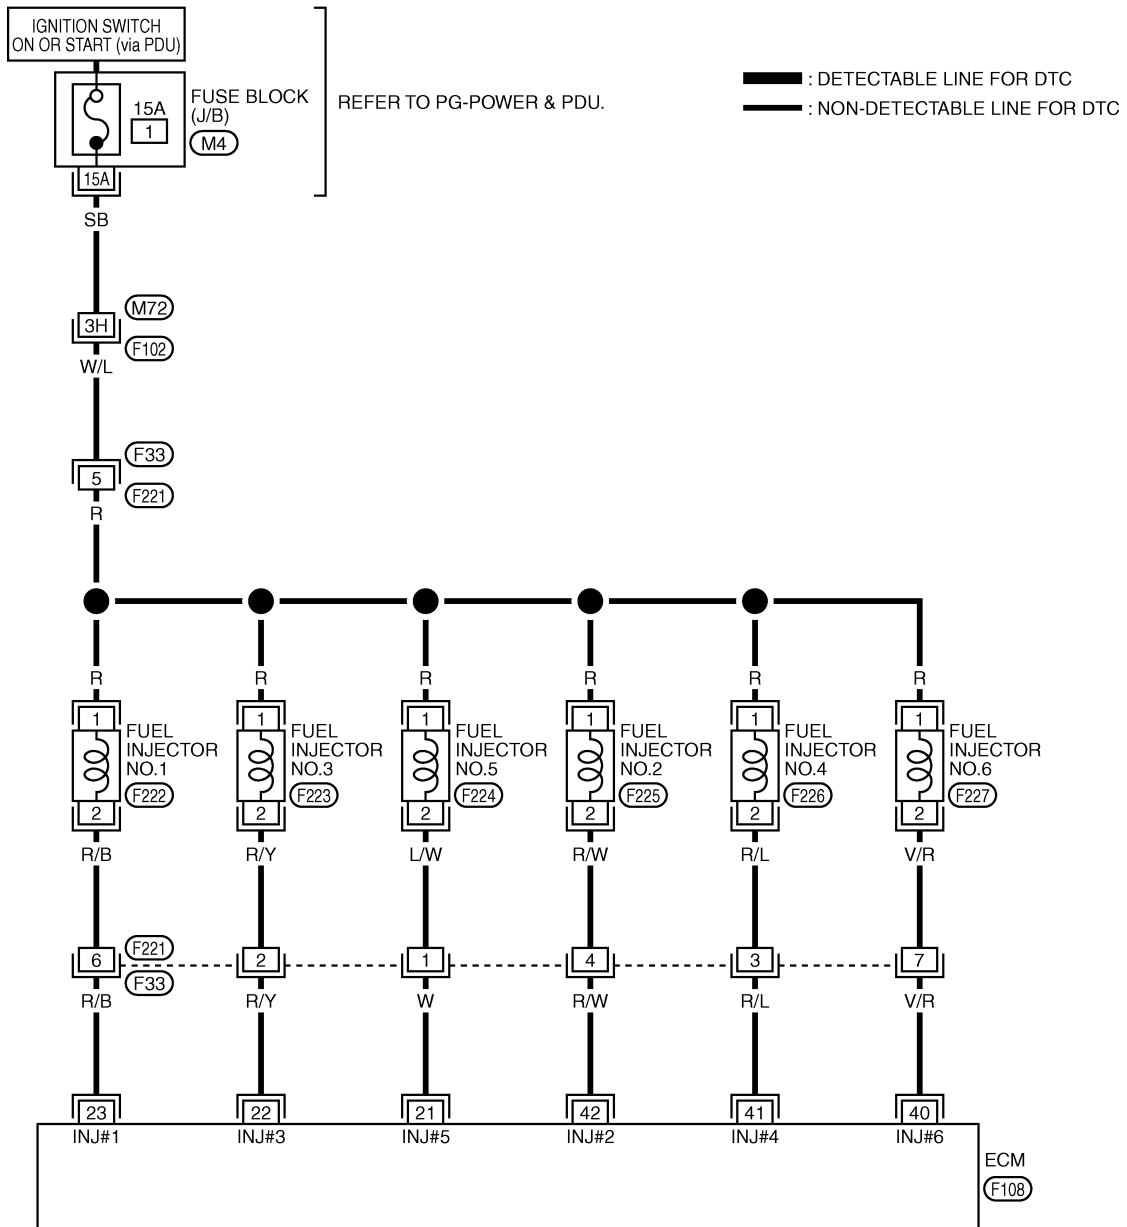 IGNITION SWITCH
ON OR START (via PDU)
15A
1
FUSE BLOCK
(J/B)
M4
REFER TO PG-POWER & PDU.
: DETECTABLE LINE FOR DTC
: NON-DETECTABLE LINE FOR DTC
15A
SB
M72
3H
F102
W/L
F33
5
F221
R
R R R R R R
1 1 1 1 1 1
FUEL
INJECTOR
NO.1
F222
FUEL
INJECTOR
NO.3
F223
FUEL
INJECTOR
NO.5
F224
FUEL
INJECTOR
NO.2
F225
FUEL
INJECTOR
NO.4
F226
FUEL
INJECTOR
NO.6
F227
2 2 2 2 2 2
R/B R/Y L/W R/W R/L V/R
F221
6 2 1 4 3 7
F33
R/B R/Y W R/W R/L V/R
23 22 21 42 41 40
INJ#1 INJ#3 INJ#5 INJ#2 INJ#4 INJ#6
ECM
F108